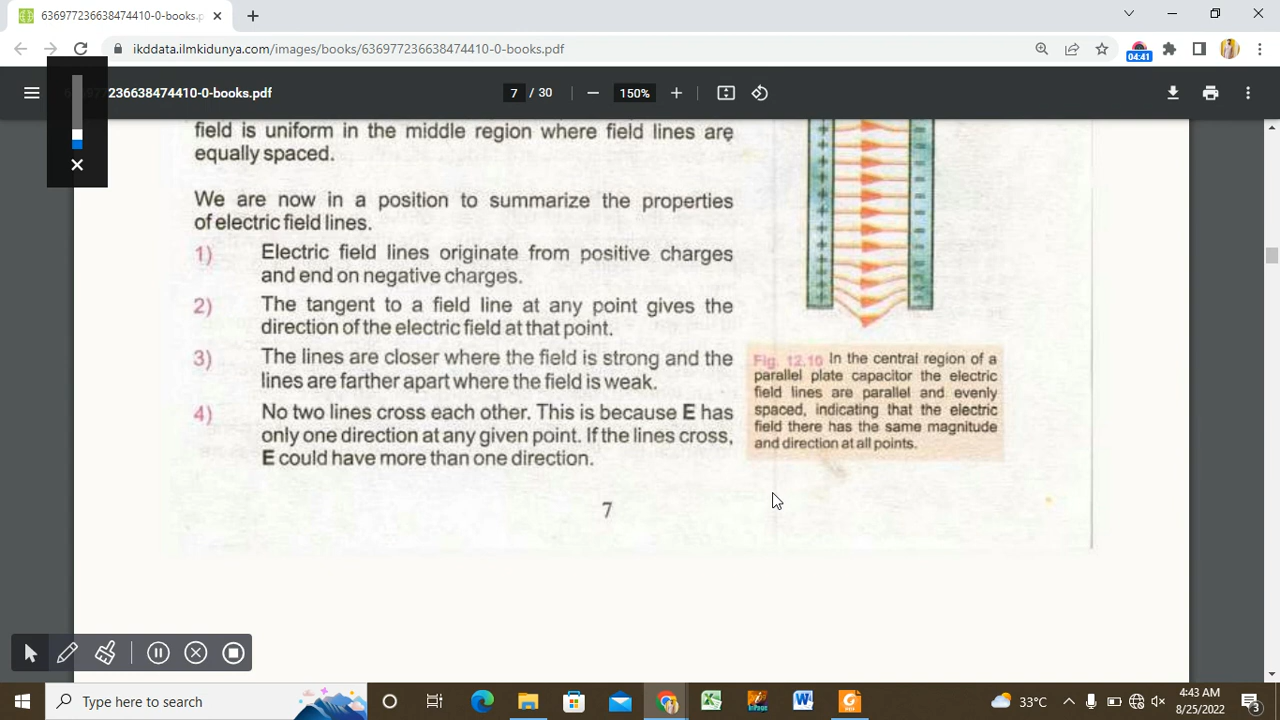 636977236638474410-0-books.p
ikddata.ilmkidunya.com/images/books/636977236638474410-0-books.pdf
04:41
236638474410-0-books.pdf
7 / 30
150%
field is uniform in the middle region where field lines are
equally spaced.
We are now in a position to summarize the properties
of electric field lines.
1) Electric field lines originate from positive charges
and end on negative charges.
2) The tangent to a field line at any point gives the
direction of the electric field at that point.
3) The lines are closer where the field is strong and the
lines are farther apart where the field is weak.
4) No two lines cross each other. This is because E has
only one direction at any given point. If the lines cross,
E could have more than one direction.
Fig. 12.10 In the central region of a
parallel plate capacitor the electric
field lines are parallel and evenly
spaced, indicating that the electric
field there has the same magnitude
and direction at all points.
7
Type here to search
33°C
4:43 AM
8/25/2022
3